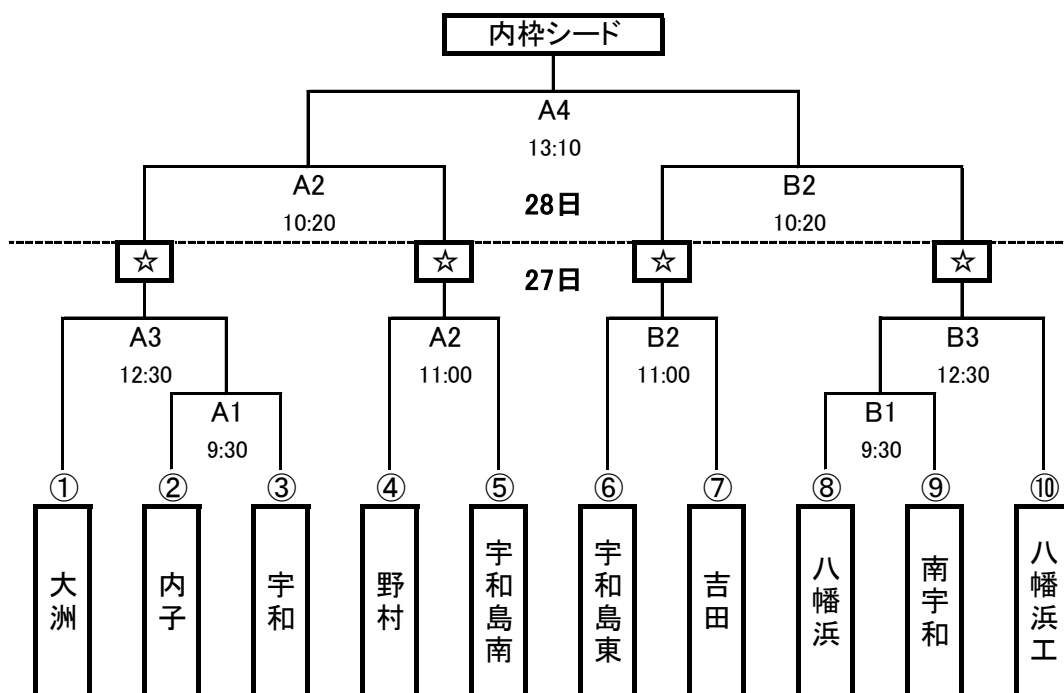 内枠シード
A4
13:10
A2
B2
28日
10:20
10:20
☆
☆
☆
☆
27日
A3
A2
B2
B3
12:30
11:00
11:00
12:30
A1
B1
9:30
9:30
①
②
③
④
⑤
⑥
⑦
⑧
⑨
⑩
大洲
内子
宇和
野村
宇和島南
宇和島東
吉田
八幡浜
南宇和
八幡浜工